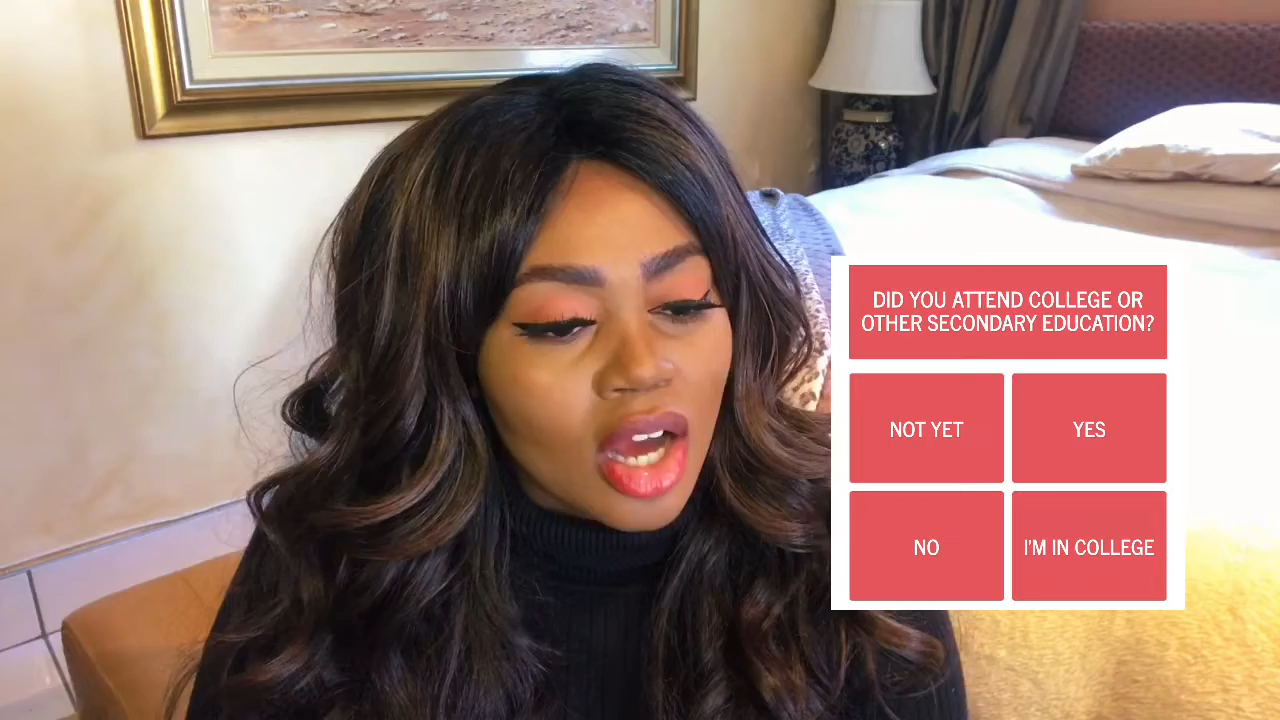 DID YOU ATTEND COLLEGE OR
OTHER SECONDARY EDUCATION?
NOT YET
YES
NO
I'M IN COLLEGE